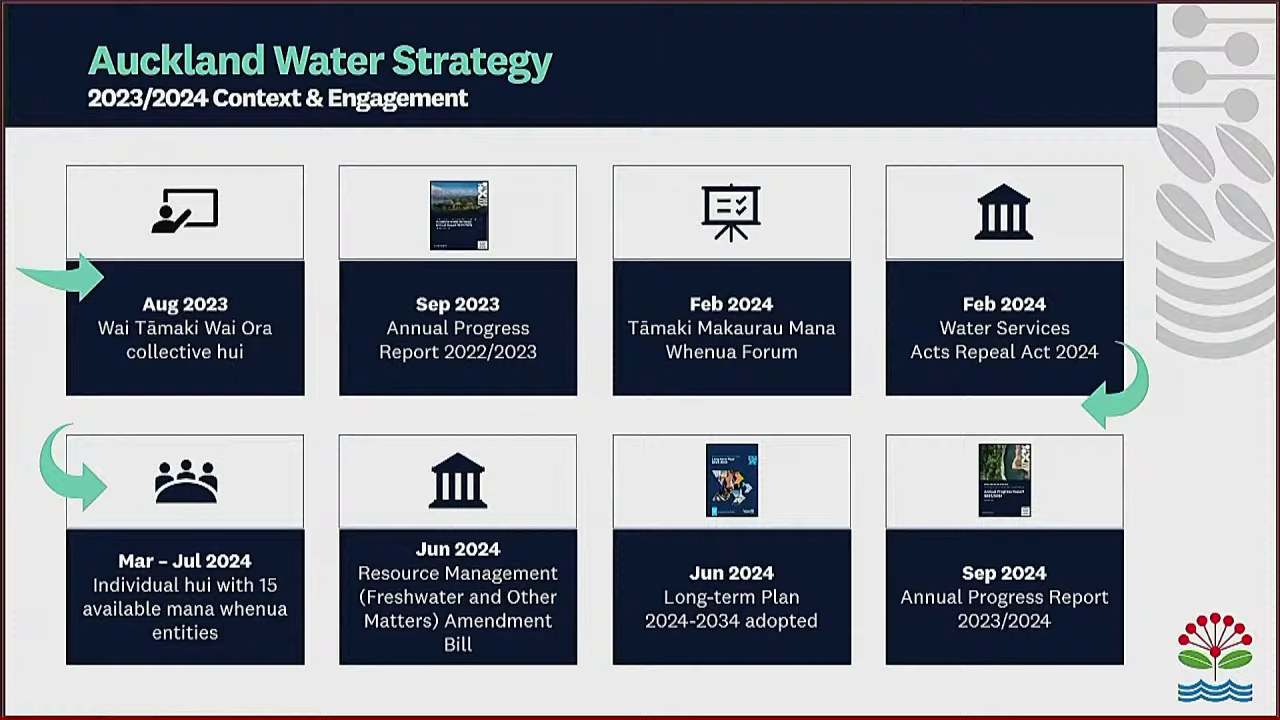 Auckland Water Strategy
2023/2024 Context & Engagement
Aug 2023
Wai Tāmaki Wai Ora
collective hui
Sep 2023
Annual Progress
Report 2022/2023
Feb 2024
Tāmaki Makaurau Mana
Whenua Forum
Feb 2024
Water Services
Acts Repeal Act 2024
Mar – Jul 2024
Individual hui with 15
available mana whenua
entities
Jun 2024
Resource Management
(Freshwater and Other
Matters) Amendment
Bill
Jun 2024
Long-term Plan
2024-2034 adopted
Sep 2024
Annual Progress Report
2023/2024